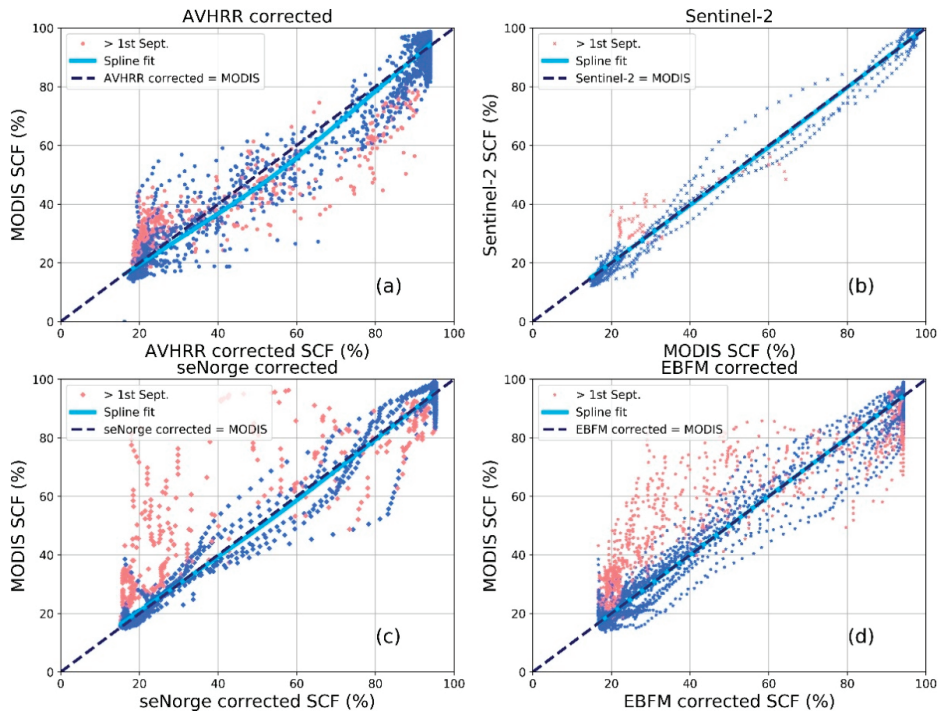 AVHRR corrected
MODIS SCF (%)
100
80
60
40
20
0
> 1st Sept.
Spline fit
AVHRR corrected = MODIS
(a)
0 20 40 60 80 100
AVHRR corrected SCF (%)
Sentinel-2
Sentinel-2 SCF (%)
100
80
60
40
20
0
> 1st Sept.
Spline fit
Sentinel-2 = MODIS
(b)
0 20 40 60 80 100
MODIS SCF (%)
seNorge corrected
MODIS SCF (%)
100
80
60
40
20
0
> 1st Sept.
Spline fit
seNorge corrected = MODIS
(c)
0 20 40 60 80 100
seNorge corrected SCF (%)
EBFM corrected
MODIS SCF (%)
100
80
60
40
20
0
> 1st Sept.
Spline fit
EBFM corrected = MODIS
(d)
0 20 40 60 80 100
EBFM corrected SCF (%)